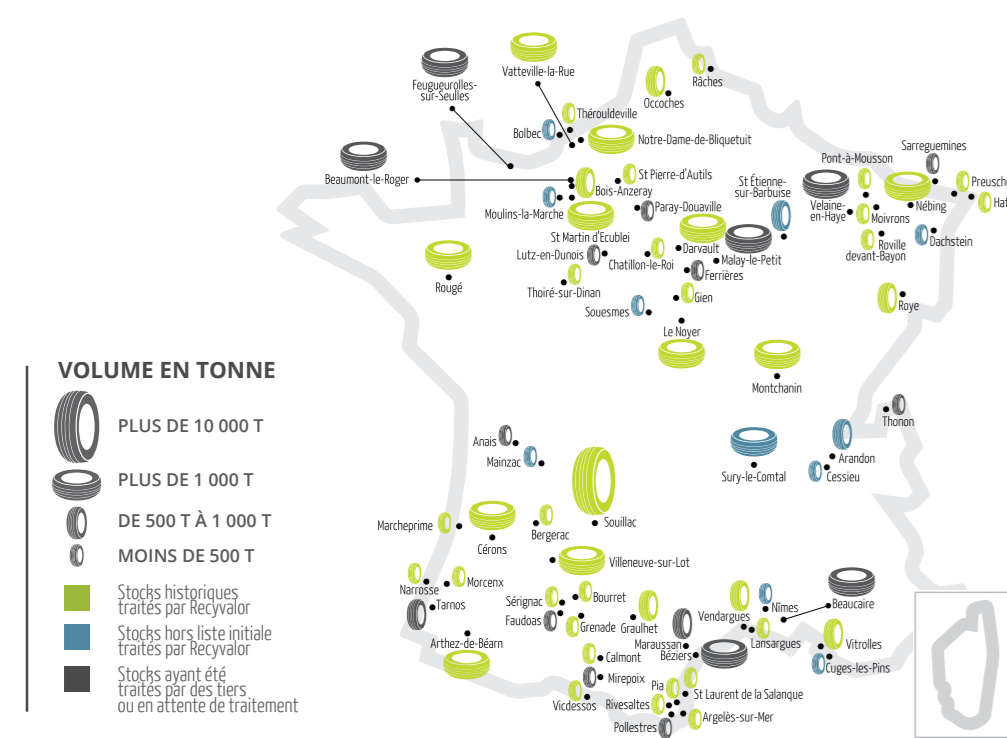 Vatteville-la-Rue
Feugueurolles-
sur-Seulles
Râches
Occoches
Thérouldeville
Bolbec
Notre-Dame-de-Bliquetuit
Beaumont-le-Roger
St Pierre-d'Autils
Bois-Anzeray
Moulins-la-Marche
St Martin d'Ecublei
Paray-Douaville
St Étienne-
sur-Barbuise
Pont-à-Mousson
Sarreguemines
Velaine-
en-Haye
Moivrons
Nébing
Roville
devant-Bayon
Dachstein
Lutz-en-Dunois
Chatillon-le-Roi
Darvault
Malay-le-Petit
Ferrières
Rougé
Thoiré-sur-Dinan
Gien
Souesmes
Le Noyer
Roye
Montchanin
VOLUME EN TONNE
PLUS DE 10 000 T
PLUS DE 1 000 T
DE 500 T À 1 000 T
MOINS DE 500 T
Stocks historiques
traités par Recyvalor
Stocks hors liste initiale
traités par Recyvalor
Stocks ayant été
traités par des tiers
ou en attente de traitement
Thonon
Anais
Mainzac
Sury-le-Comtal
Arandon
Cessieu
Souillac
Marcheprime
Cérons
Bergerac
Villeneuve-sur-Lot
Narrosse
Morcenx
Tarnos
Arthez-de-Béarn
Sérignac
Bourret
Faudoas
Grenade
Graulhet
Maraussan
Béziers
Vendargues
Nîmes
Beaucaire
Lansargues
Vitrolles
Cuges-les-Pins
Calmont
Mirepoix
Vicdessos
Pia
St Laurent de la Salanque
Rivesaltes
Argelès-sur-Mer
Pollestres